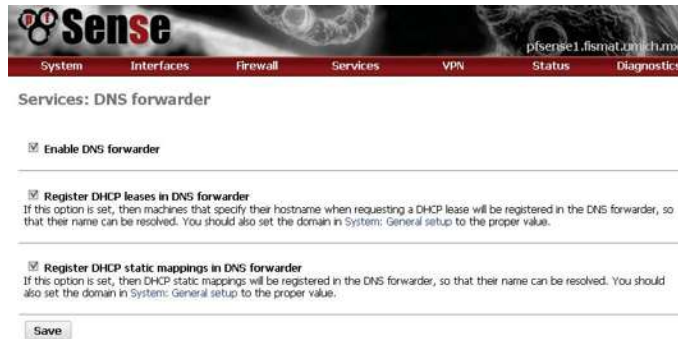 pf Sense
pfsense1.fismat.umich.mx
System Interfaces Firewall Services VPN Status Diagnostics
Services: DNS forwarder
Enable DNS forwarder
Register DHCP leases in DNS forwarder
If this option is set, then machines that specify their hostname when requesting a DHCP lease will be registered in the DNS forwarder, so
that their name can be resolved. You should also set the domain in System: General setup to the proper value.
Register DHCP static mappings in DNS forwarder
If this option is set, then DHCP static mappings will be registered in the DNS forwarder, so that their name can be resolved. You should
also set the domain in System: General setup to the proper value.
Save